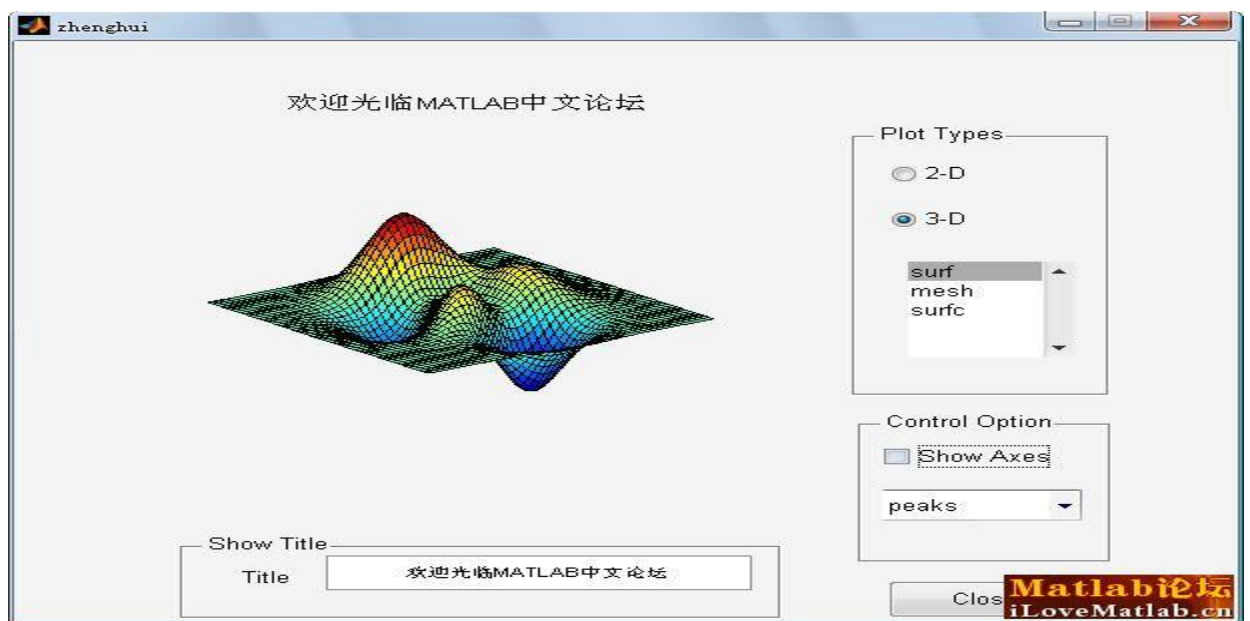 zhenghui
欢迎光临MATLAB中文论坛
Plot Types
2-D
3-D
surf
mesh
surfc
Control Option
Show Axes
peaks
Show Title
Title
欢迎光临MATLAB中文论坛
Clos
Matlab论坛
iLoveMatlab.cn